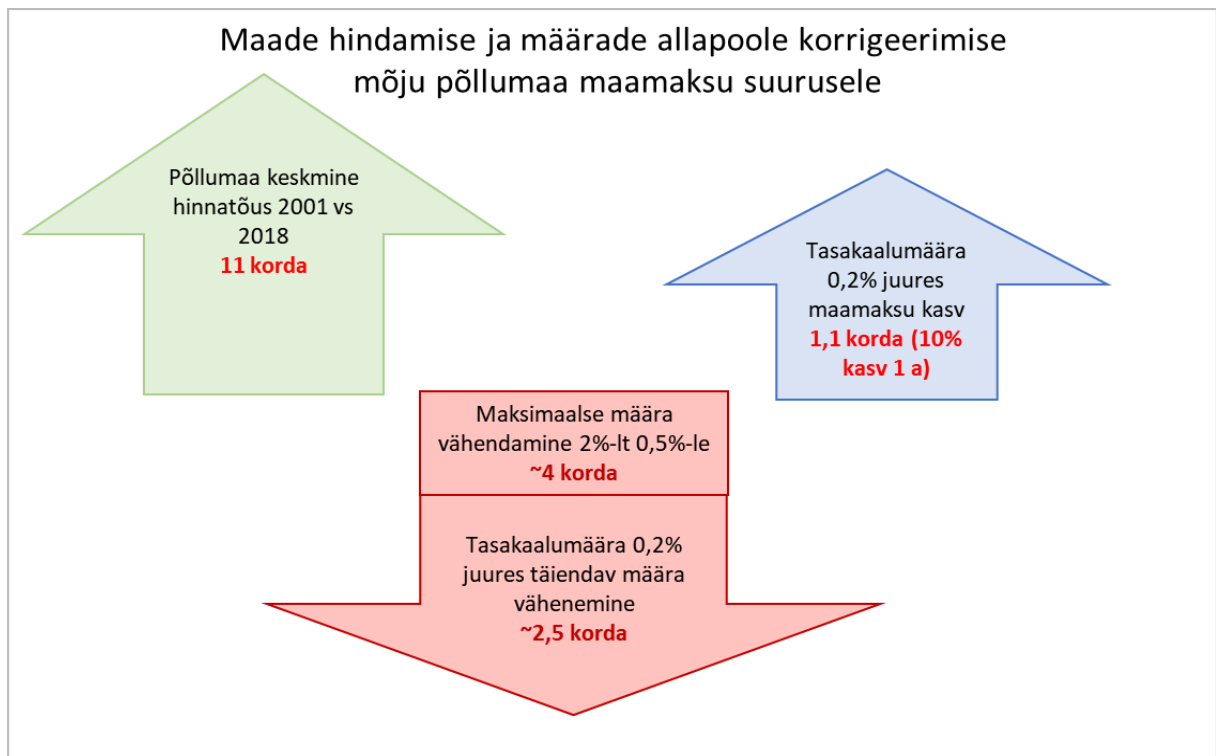 Maade hindamise ja määrade allapoole korrigeerimise
mõju põllumaa maamaksu suurusele
Põllumaa keskmine
hinnatõus 2001 vs
2018
11 korda
Tasakaalumäära
0,2% juures
maamaksu kasv
1,1 korda (10%
kasv 1 a)
Maksimaalse määra
vähendamine 2%-lt 0,5%-le
~4 korda
Tasakaalumäära 0,2%
juures täiendav määra
vähenemine
~2,5 korda